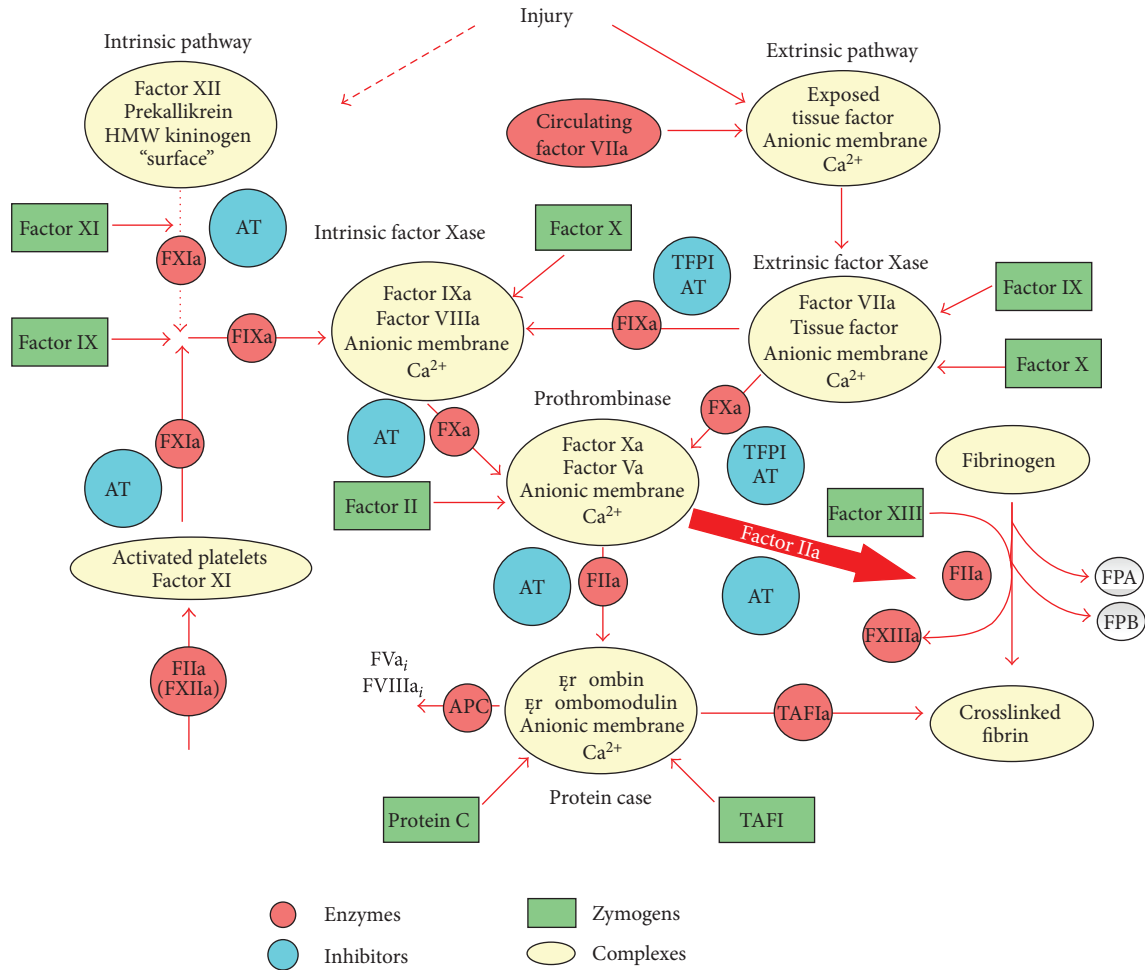 Injury
Intrinsic pathway
Extrinsic pathway
Factor XII
Prekallikrein
HMW kininogen
“surface”
Exposed
tissue factor
Anionic membrane
Ca2+
Circulating
factor VIIa
Factor XI
AT
FXIa
Intrinsic factor Xase
Factor X
TFPI
AT
Extrinsic factor Xase
Factor IX
Factor IXa
Factor VIIIa
Anionic membrane
Ca2+
FIXa
Factor VIIa
Tissue factor
Anionic membrane
Ca2+
Factor IX
FIXa
Factor X
Prothrombinase
FXa
AT
FXa
FXIa
AT
Factor Xa
Factor Va
Anionic membrane
Ca2+
TFPI
AT
Fibrinogen
Factor II
Factor XIII
Factor IIa
Activated platelets
Factor XI
AT
FIIa
AT
FIIa
FPA
FPB
FXIIIa
FIIa
(FXIIa)
FVai
FVIIIai
APC
Ęr ombin
Ęr ombomodulin
Anionic membrane
Ca2+
TAFIa
Crosslinked
fibrin
Protein C
Protein case
TAFI
Enzymes
Zymogens
Inhibitors
Complexes